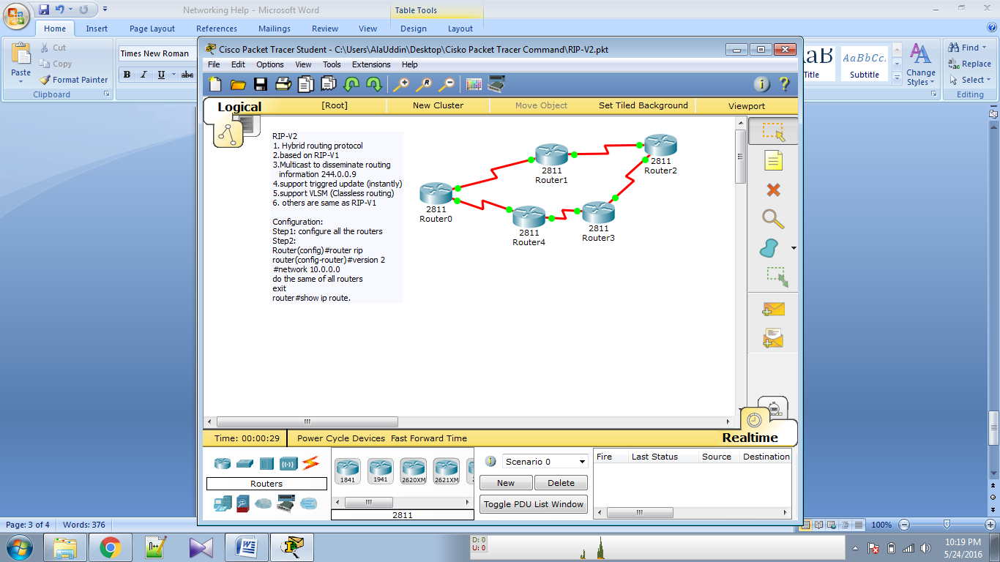 Networking Help - Microsoft Word
Table Tools
Home Insert Page Layout References Mailings Review View Design Layout
Paste
Cut
Copy
Format Painter
Clipboard
Times New Roman
B I U abc
Title
AaBbCc.
Subtitle
Change Styles
Find
Replace
Select
Editing
Cisco Packet Tracer Student - C:\Users\AlaUddin\Desktop\Cisko Packet Tracer Command\RIP-V2.pkt
File Edit Options View Tools Extensions Help
Logical [Root] New Cluster Move Object Set Tiled Background Viewport
RIP-V2
1. Hybrid routing protocol
2.based on RIP-V1
3.Multicast to disseminate routing
information 244.0.0.9
4.support triggred update (instantly)
5.support VLSM (Classless routing)
6. others are same as RIP-V1
Configuration:
Step1: configure all the routers
Step2:
Router(config)#router rip
router(config-router)#version 2
#network 10.0.0.0
do the same of all routers
exit
router#show ip route.
2811
Router0
2811
Router1
2811
Router2
2811
Router4
2811
Router3
Time: 00:00:29 Power Cycle Devices Fast Forward Time Realtime
Routers
1841 1941 2620XM 2621XM
2811
Scenario 0
New Delete
Toggle PDU List Window
Fire Last Status Source Destination
Page: 3 of 4 Words: 376
100%
D: 0
U: 0
10:19 PM
5/24/2016